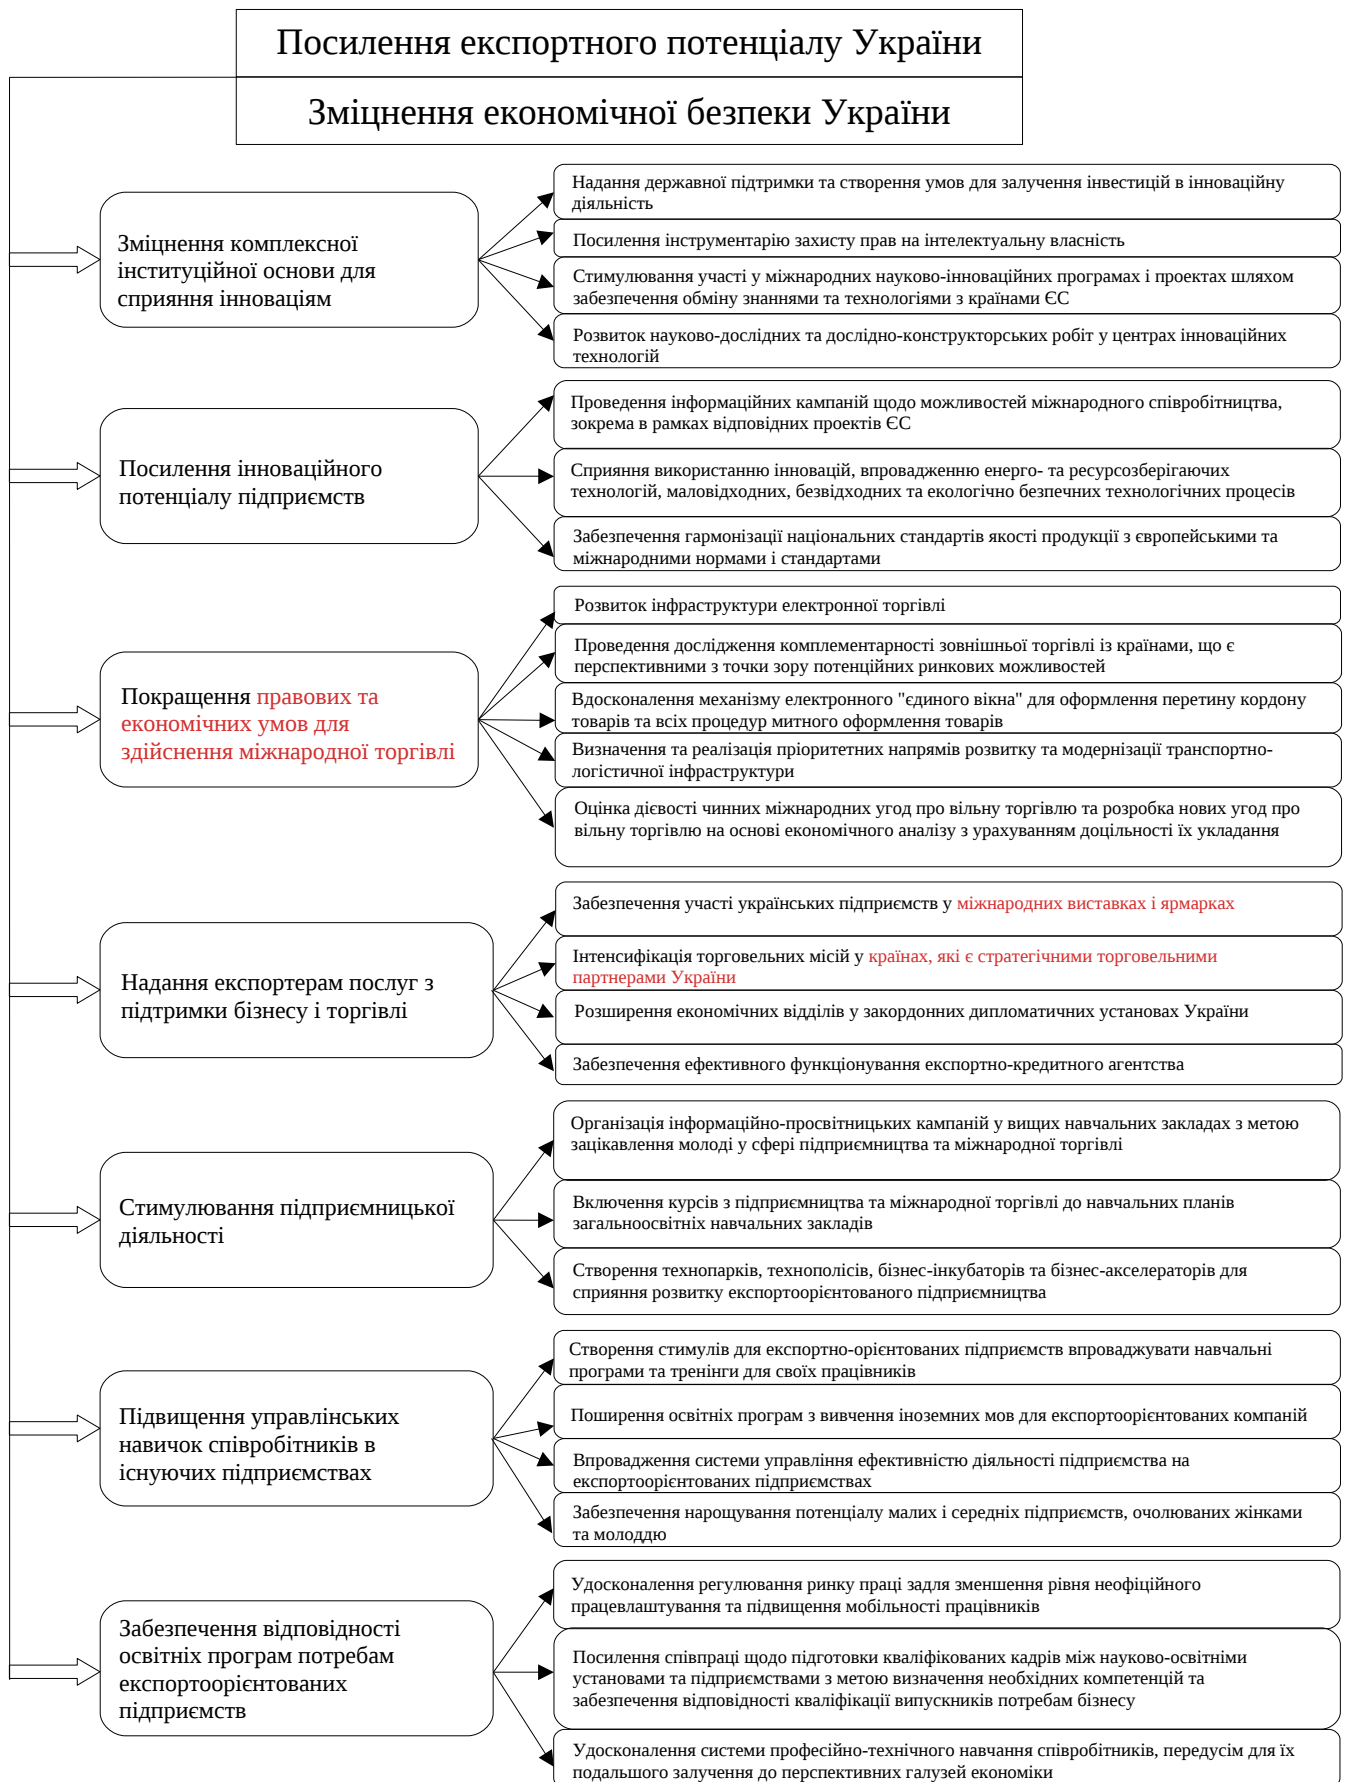 Посилення експортного потенціалу України
Зміцнення економічної безпеки України
Зміцнення комплексної
інституційної основи для
сприяння інноваціям
Надання державної підтримки та створення умов для залучення інвестицій в інноваційну
діяльність
Посилення інструментарію захисту прав на інтелектуальну власність
Стимулювання участі у міжнародних науково-інноваційних програмах і проектах шляхом
забезпечення обміну знаннями та технологіями з країнами ЄС
Розвиток науково-дослідних та дослідно-конструкторських робіт у центрах інноваційних
технологій
Посилення інноваційного
потенціалу підприємств
Проведення інформаційних кампаній щодо можливостей міжнародного співробітництва,
зокрема в рамках відповідних проектів ЄС
Сприяння використанню інновацій, впровадженню енерго- та ресурсозберігаючих
технологій, маловідходних, безвідходних та екологічно безпечних технологічних процесів
Забезпечення гармонізації національних стандартів якості продукції з європейськими та
міжнародними нормами і стандартами
Покращення правових та
економічних умов для
здійснення міжнародної торгівлі
Розвиток інфраструктури електронної торгівлі
Проведення дослідження комплементарності зовнішньої торгівлі із країнами, що є
перспективними з точки зору потенційних ринкових можливостей
Вдосконалення механізму електронного "єдиного вікна" для оформлення перетину кордону
товарів та всіх процедур митного оформлення товарів
Визначення та реалізація пріоритетних напрямів розвитку та модернізації транспортно-
логістичної інфраструктури
Оцінка дієвості чинних міжнародних угод про вільну торгівлю та розробка нових угод про
вільну торгівлю на основі економічного аналізу з урахуванням доцільності їх укладання
Надання експортерам послуг з
підтримки бізнесу і торгівлі
Забезпечення участі українських підприємств у міжнародних виставках і ярмарках
Інтенсифікація торговельних місій у країнах, які є стратегічними торговельними
партнерами України
Розширення економічних відділів у закордонних дипломатичних установах України
Забезпечення ефективного функціонування експортно-кредитного агентства
Стимулювання підприємницької
діяльності
Організація інформаційно-просвітницьких кампаній у вищих навчальних закладах з метою
зацікавлення молоді у сфері підприємництва та міжнародної торгівлі
Включення курсів з підприємництва та міжнародної торгівлі до навчальних планів
загальноосвітніх навчальних закладів
Створення технопарків, технополісів, бізнес-інкубаторів та бізнес-акселераторів для
сприяння розвитку експортоорієнтованого підприємництва
Підвищення управлінських
навичок співробітників в
існуючих підприємствах
Створення стимулів для експортно-орієнтованих підприємств впроваджувати навчальні
програми та тренінги для своїх працівників
Поширення освітніх програм з вивчення іноземних мов для експортоорієнтованих компаній
Впровадження системи управління ефективністю діяльності підприємства на
експортоорієнтованих підприємствах
Забезпечення нарощування потенціалу малих і середніх підприємств, очолюваних жінками
та молоддю
Забезпечення відповідності
освітніх програм потребам
експортоорієнтованих
підприємств
Удосконалення регулювання ринку праці задля зменшення рівня неофіційного
працевлаштування та підвищення мобільності працівників
Посилення співпраці щодо підготовки кваліфікованих кадрів між науково-освітніми
установами та підприємствами з метою визначення необхідних компетенцій та
забезпечення відповідності кваліфікації випускників потребам бізнесу
Удосконалення системи професійно-технічного навчання співробітників, передусім для їх
подальшого залучення до перспективних галузей економіки